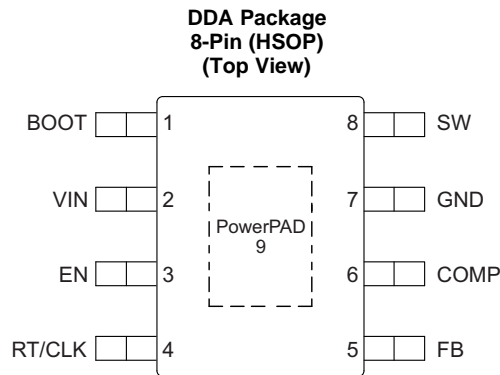 DDA Package
8-Pin (HSOP)
(Top View)
BOOT 1 8 SW
VIN 2 7 GND
PowerPAD
9
EN 3 6 COMP
RT/CLK 4 5 FB